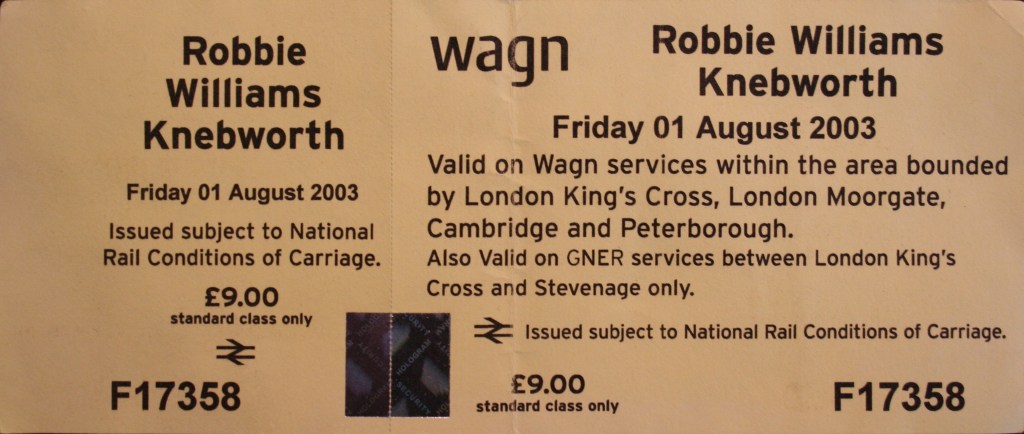 Robbie
Williams
Knebworth
Friday 01 August 2003
Issued subject to National
Rail Conditions of Carriage.
£9.00
standard class only
F17358
wagn
Robbie Williams
Knebworth
Friday 01 August 2003
Valid on Wagn services within the area bounded
by London King's Cross, London Moorgate,
Cambridge and Peterborough.
Also Valid on GNER services between London King's
Cross and Stevenage only.
Issued subject to National Rail Conditions of Carriage.
£9.00
standard class only
F17358
HOLOGRAM
SECURITY